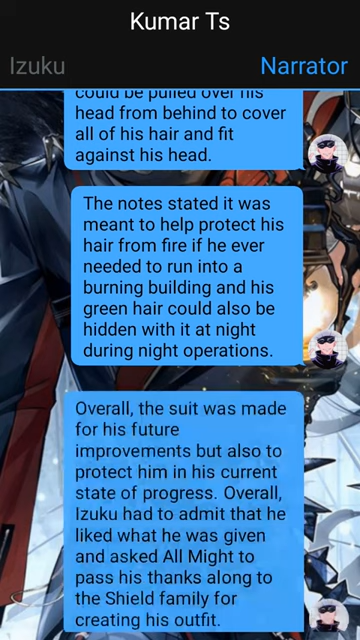 Kumar Ts
Izuku
Narrator
could be pulled over his
head from behind to cover
all of his hair and fit
against his head.
The notes stated it was
meant to help protect his
hair from fire if he ever
needed to run into a
burning building and his
green hair could also be
hidden with it at night
during night operations.
Overall, the suit was made
for his future
improvements but also to
protect him in his current
state of progress. Overall,
Izuku had to admit that he
liked what he was given
and asked All Might to
pass his thanks along to
the Shield family for
creating his outfit.